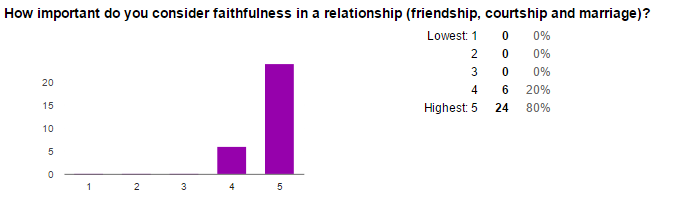 How important do you consider faithfulness in a relationship (friendship, courtship and marriage)?
Lowest: 1 0 0%
2 0 0%
3 0 0%
4 6 20%
Highest: 5 24 80%
20
15
10
5
0
1 2 3 4 5